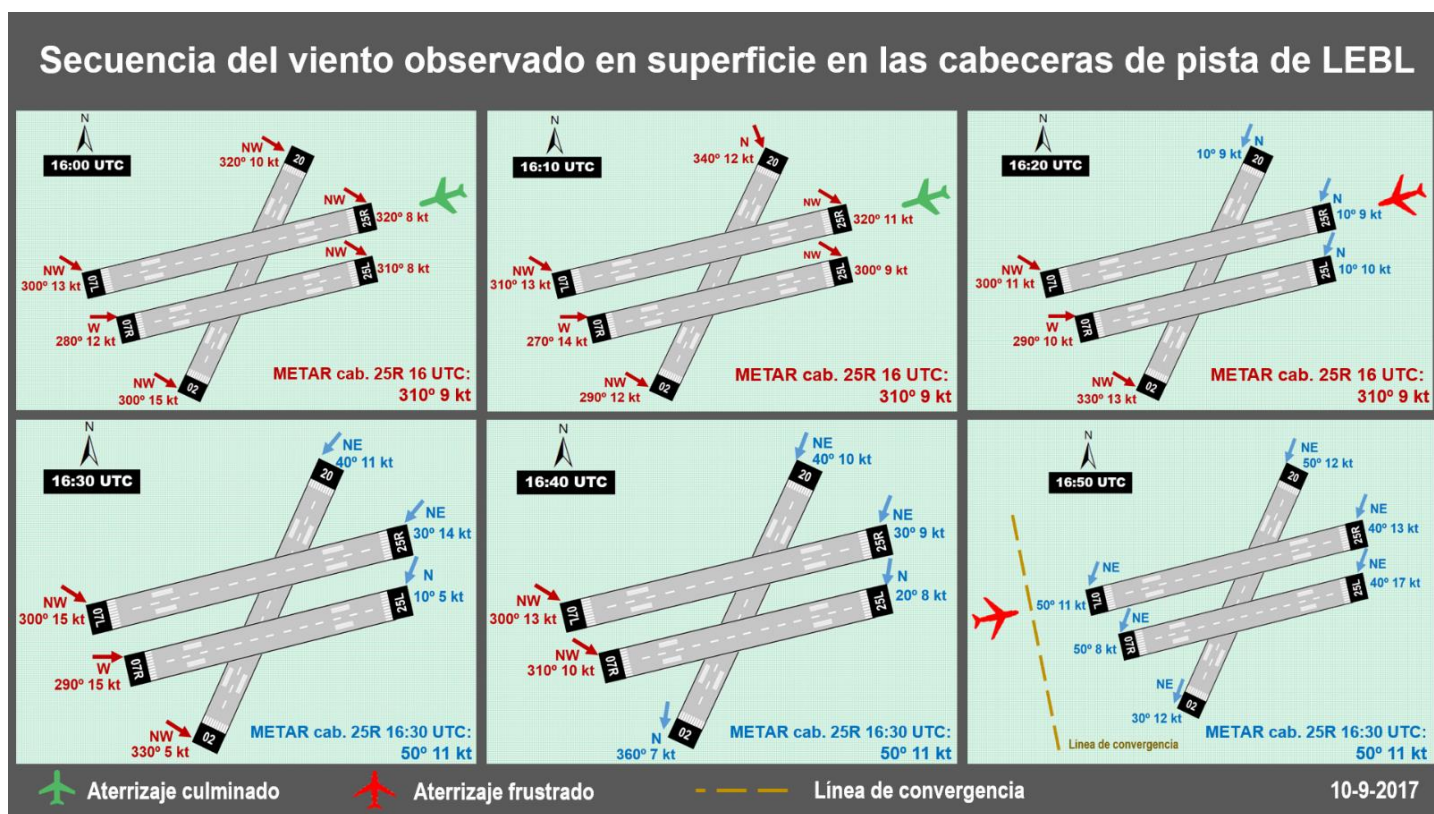 Secuencia del viento observado en superficie en las cabeceras de pista de LEBL
N
16:00 UTC
NW
320º 10 kt
20
NW
320º 8 kt
25R
NW
310º 8 kt
25L
NW
300º 13 kt
07L
W
280º 12 kt
07R
NW
300º 15 kt
02
METAR cab. 25R 16 UTC:
310º 9 kt
N
16:10 UTC
N
340º 12 kt
20
NW
320º 11 kt
25R
NW
300º 9 kt
25L
NW
310º 13 kt
07L
W
270º 14 kt
07R
NW
290º 12 kt
02
METAR cab. 25R 16 UTC:
310º 9 kt
N
16:20 UTC
N
10º 9 kt
20
N
10º 9 kt
25R
N
10º 10 kt
25L
NW
300º 11 kt
07L
W
290º 10 kt
07R
NW
330º 13 kt
02
METAR cab. 25R 16 UTC:
310º 9 kt
N
16:30 UTC
NE
40º 11 kt
20
NE
30º 14 kt
25R
N
10º 5 kt
25L
NW
300º 15 kt
07L
W
290º 15 kt
07R
NW
330º 5 kt
02
METAR cab. 25R 16:30 UTC:
50º 11 kt
N
16:40 UTC
NE
40º 10 kt
20
NE
30º 9 kt
25R
N
20º 8 kt
25L
NW
300º 13 kt
07L
NW
310º 10 kt
07R
N
360º 7 kt
02
METAR cab. 25R 16:30 UTC:
50º 11 kt
N
16:50 UTC
NE
50º 12 kt
20
NE
40º 13 kt
25R
NE
40º 17 kt
25L
NE
50º 11 kt
07L
NE
50º 8 kt
07R
NE
30º 12 kt
02
Linea de convergencia
METAR cab. 25R 16:30 UTC:
50º 11 kt
Aterrizaje culminado
Aterrizaje frustrado
Línea de convergencia
10-9-2017